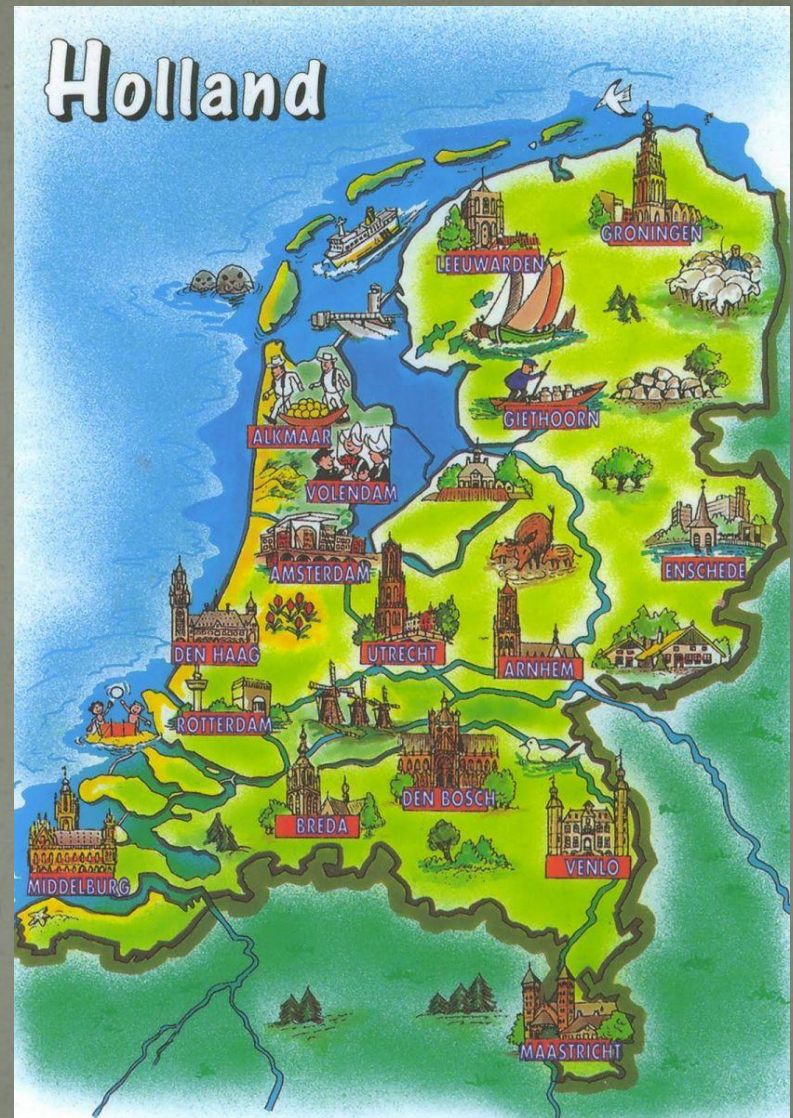 Holland
GRONINGEN
LEEUWARDEN
GIETHOORN
ALKMAAR
VOLENDAM
AMSTERDAM
ENSCHEDE
DEN HAAG
UTRECHT
ARNHEM
ROTTERDAM
DEN BOSCH
BREDA
VENLO
MIDDELBURG
MAASTRICHT